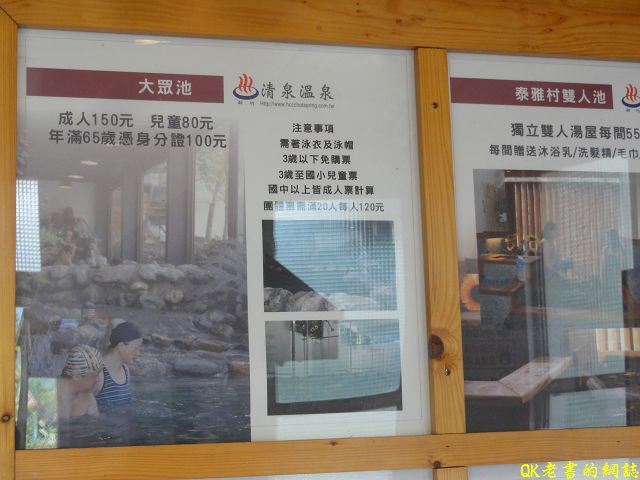 大眾池
清泉溫泉
新竹
http://www.hcchotspring.com.tw
成人150元 兒童80元
年滿65歲憑身分證100元
注意事項
需著泳衣及泳帽
3歲以下免購票
3歲至國小兒童票
國中以上皆成人票計算
團體票需滿20人每人120元
泰雅村雙人池
獨立雙人湯屋每間55
每間贈送沐浴乳/洗髮精/毛巾
QK老書的網誌